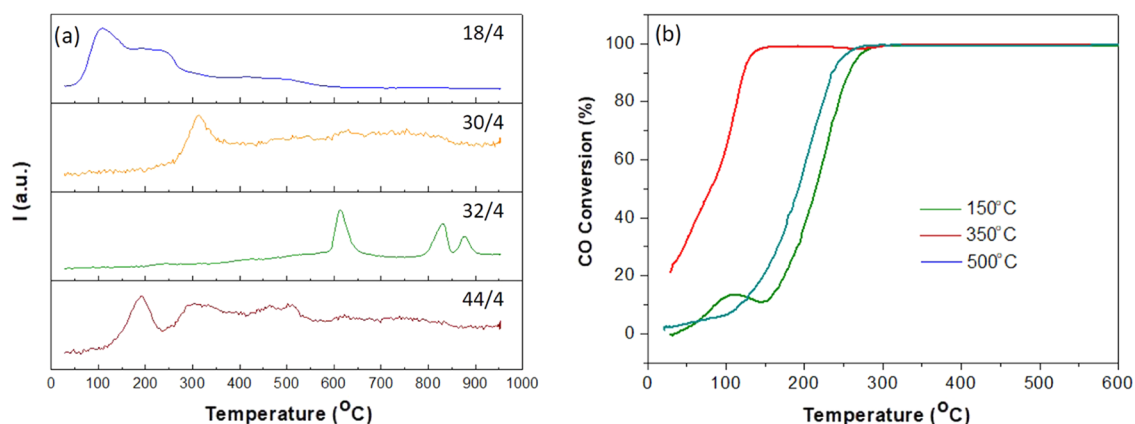 (a)
18/4
30/4
32/4
44/4
I (a.u.)
0 100 200 300 400 500 600 700 800 900 1000
Temperature (°C)
(b)
100
80
60
40
20
0
CO Conversion (%)
150°C
350°C
500°C
0 100 200 300 400 500 600
Temperature (°C)